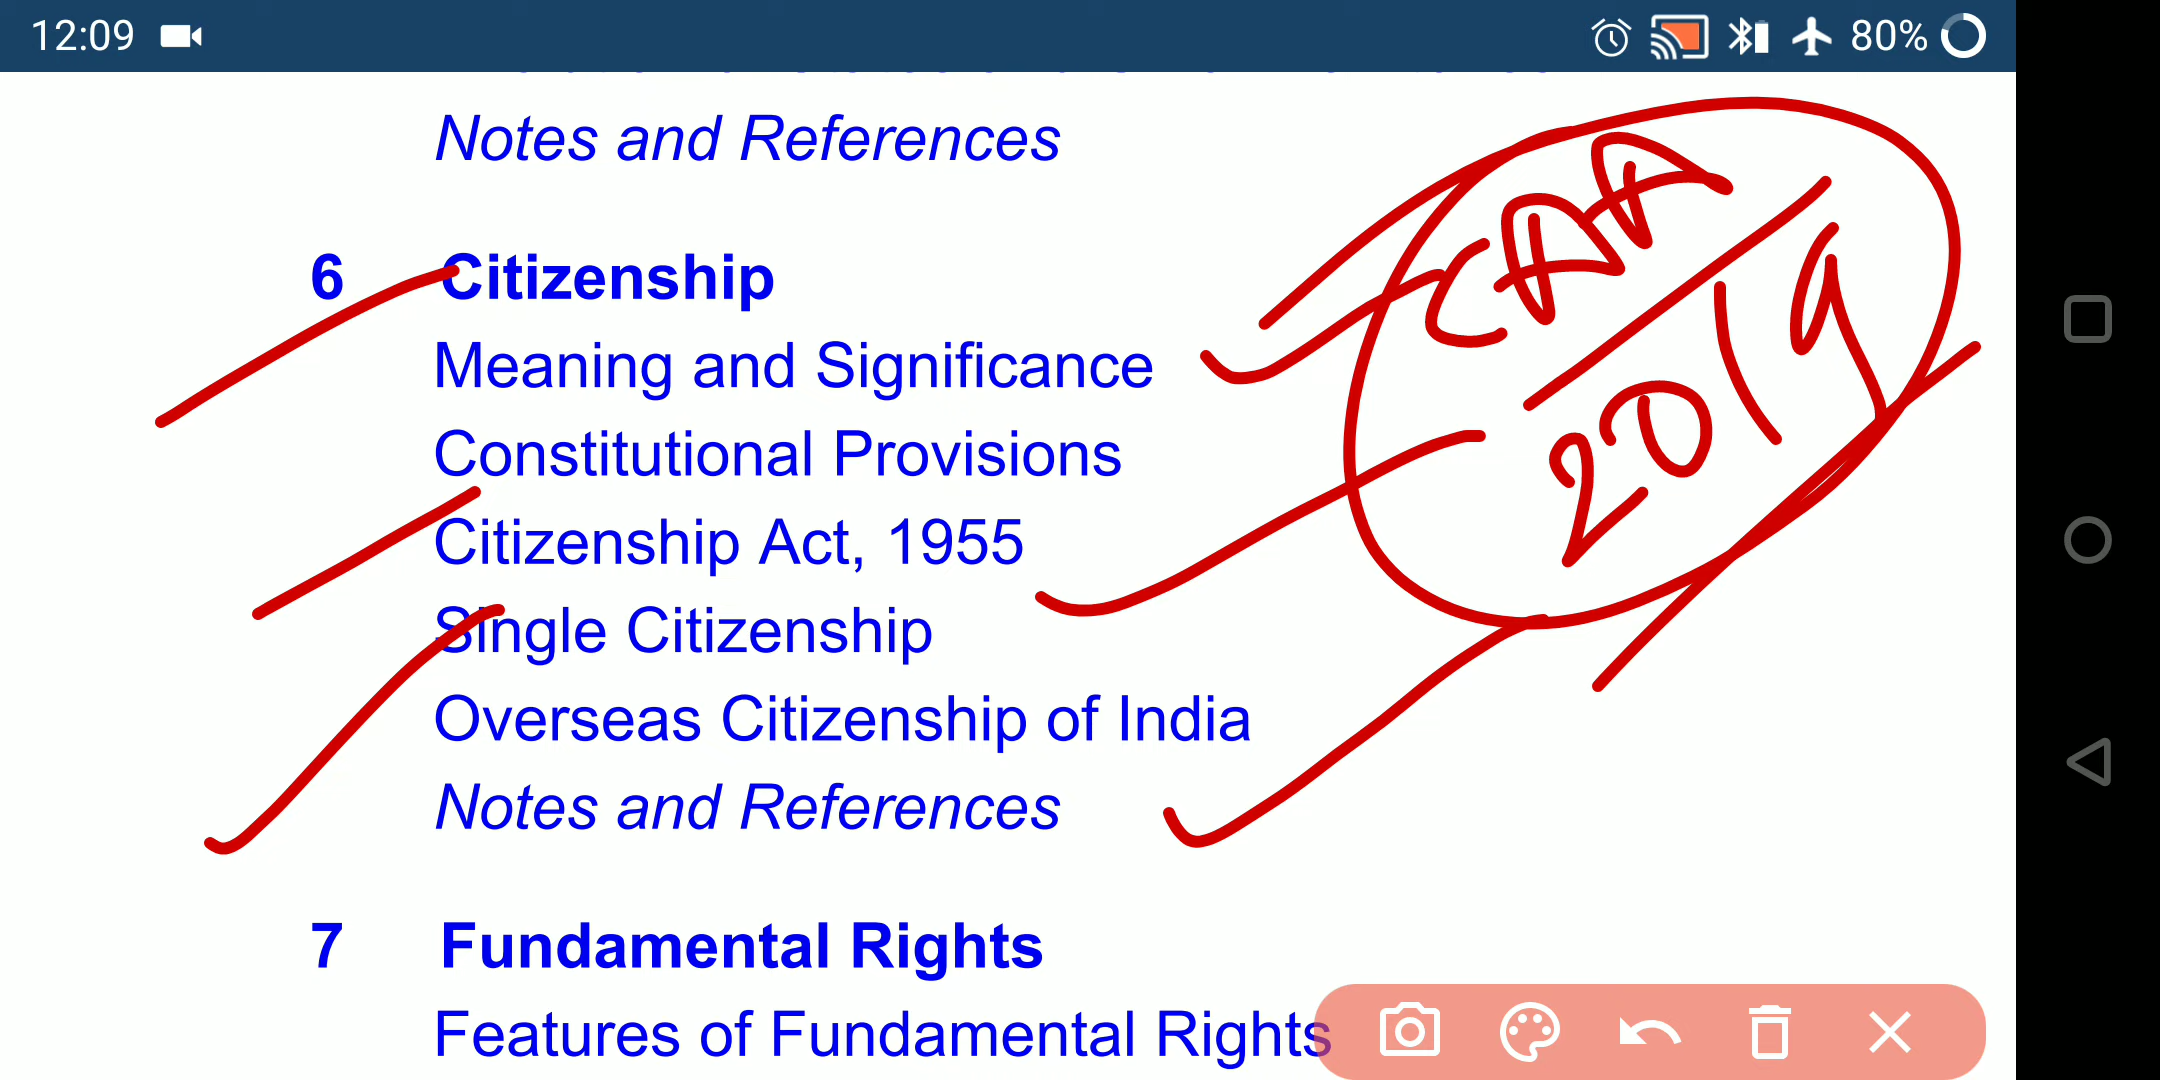 12:09 80%
Notes and References
6 Citizenship
Meaning and Significance
Constitutional Provisions
Citizenship Act, 1955
Single Citizenship
Overseas Citizenship of India
Notes and References
CAA
2019
7 Fundamental Rights
Features of Fundamental Rights